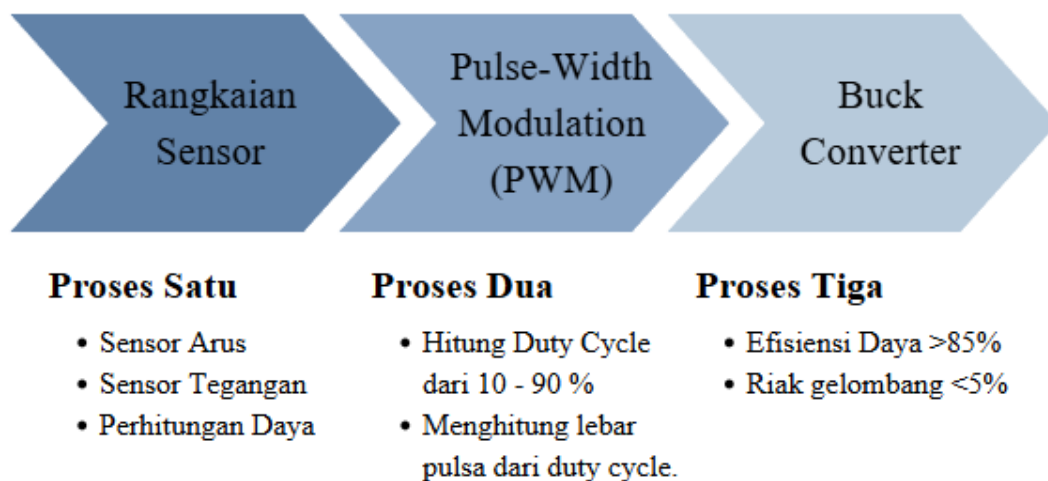 Rangkaian
Sensor
Pulse-Width
Modulation
(PWM)
Buck
Converter
Proses Satu
• Sensor Arus
• Sensor Tegangan
• Perhitungan Daya
Proses Dua
• Hitung Duty Cycle
dari 10 - 90 %
• Menghitung lebar
pulsa dari duty cycle.
Proses Tiga
• Efisiensi Daya >85%
• Riak gelombang <5%